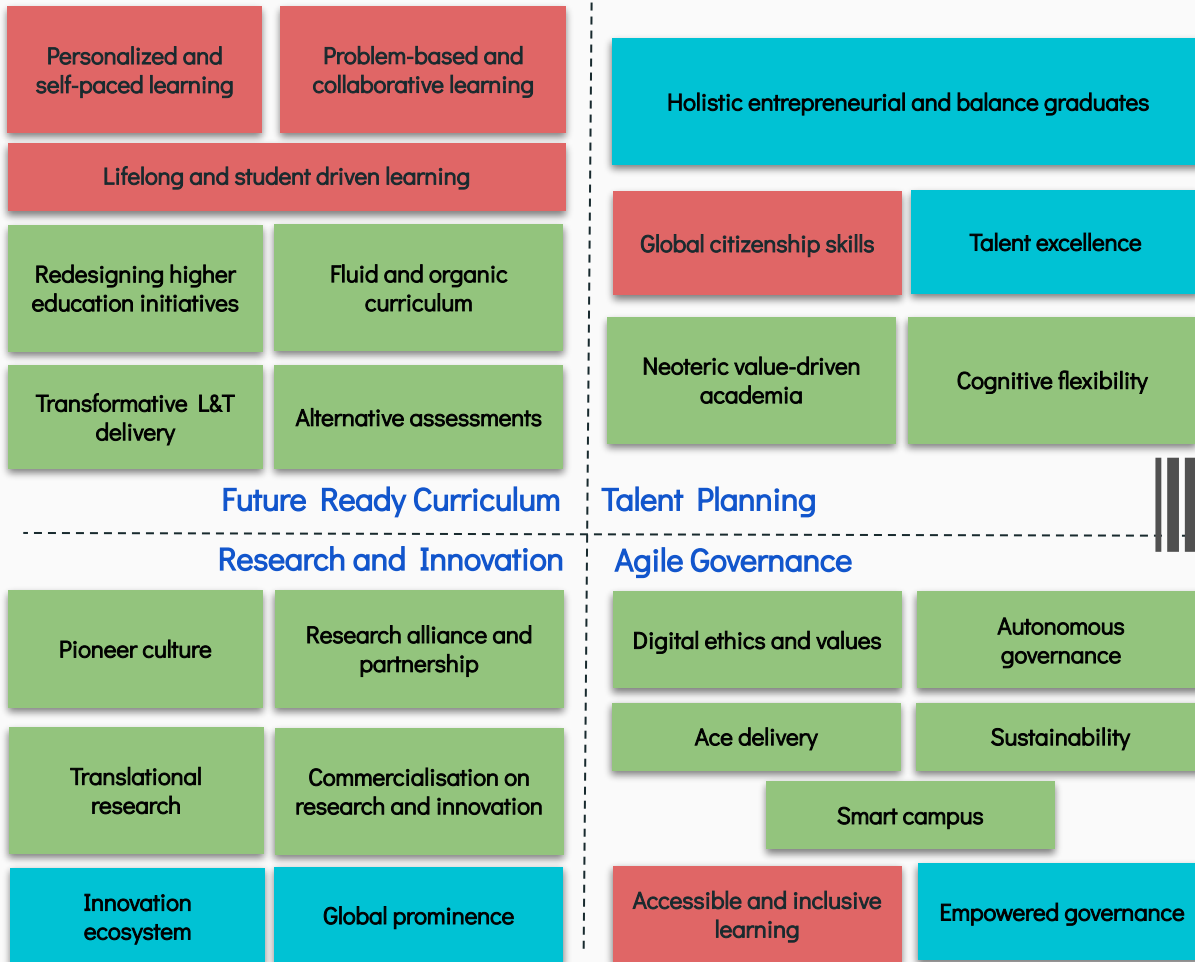 Personalized and
self-paced learning
Problem-based and
collaborative learning
Lifelong and student driven learning
Redesigning higher
education initiatives
Fluid and organic
curriculum
Transformative L&T
delivery
Alternative assessments
Future Ready Curriculum
Holistic entrepreneurial and balance graduates
Global citizenship skills
Talent excellence
Neoteric value-driven
academia
Cognitive flexibility
Talent Planning
Research and Innovation
Pioneer culture
Research alliance and
partnership
Translational
research
Commercialisation on
research and innovation
Innovation
ecosystem
Global prominence
Agile Governance
Digital ethics and values
Autonomous
governance
Ace delivery
Sustainability
Smart campus
Accessible and inclusive
learning
Empowered governance